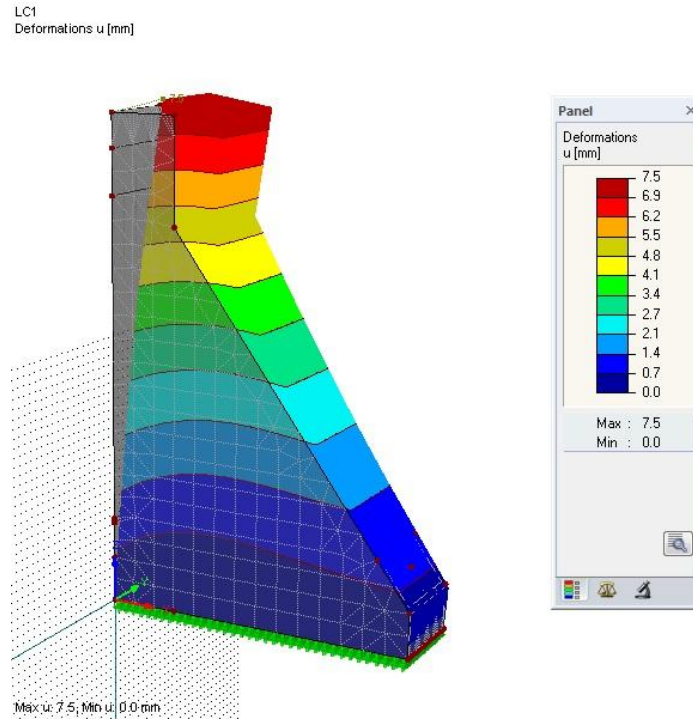 LC1
Deformations u [mm]
7.5
Panel
Deformations
u [mm]
7.5
6.9
6.2
5.5
4.8
4.1
3.4
2.7
2.1
1.4
0.7
0.0
Max : 7.5
Min : 0.0
Max u: 7.5, Min u: 0.0 mm